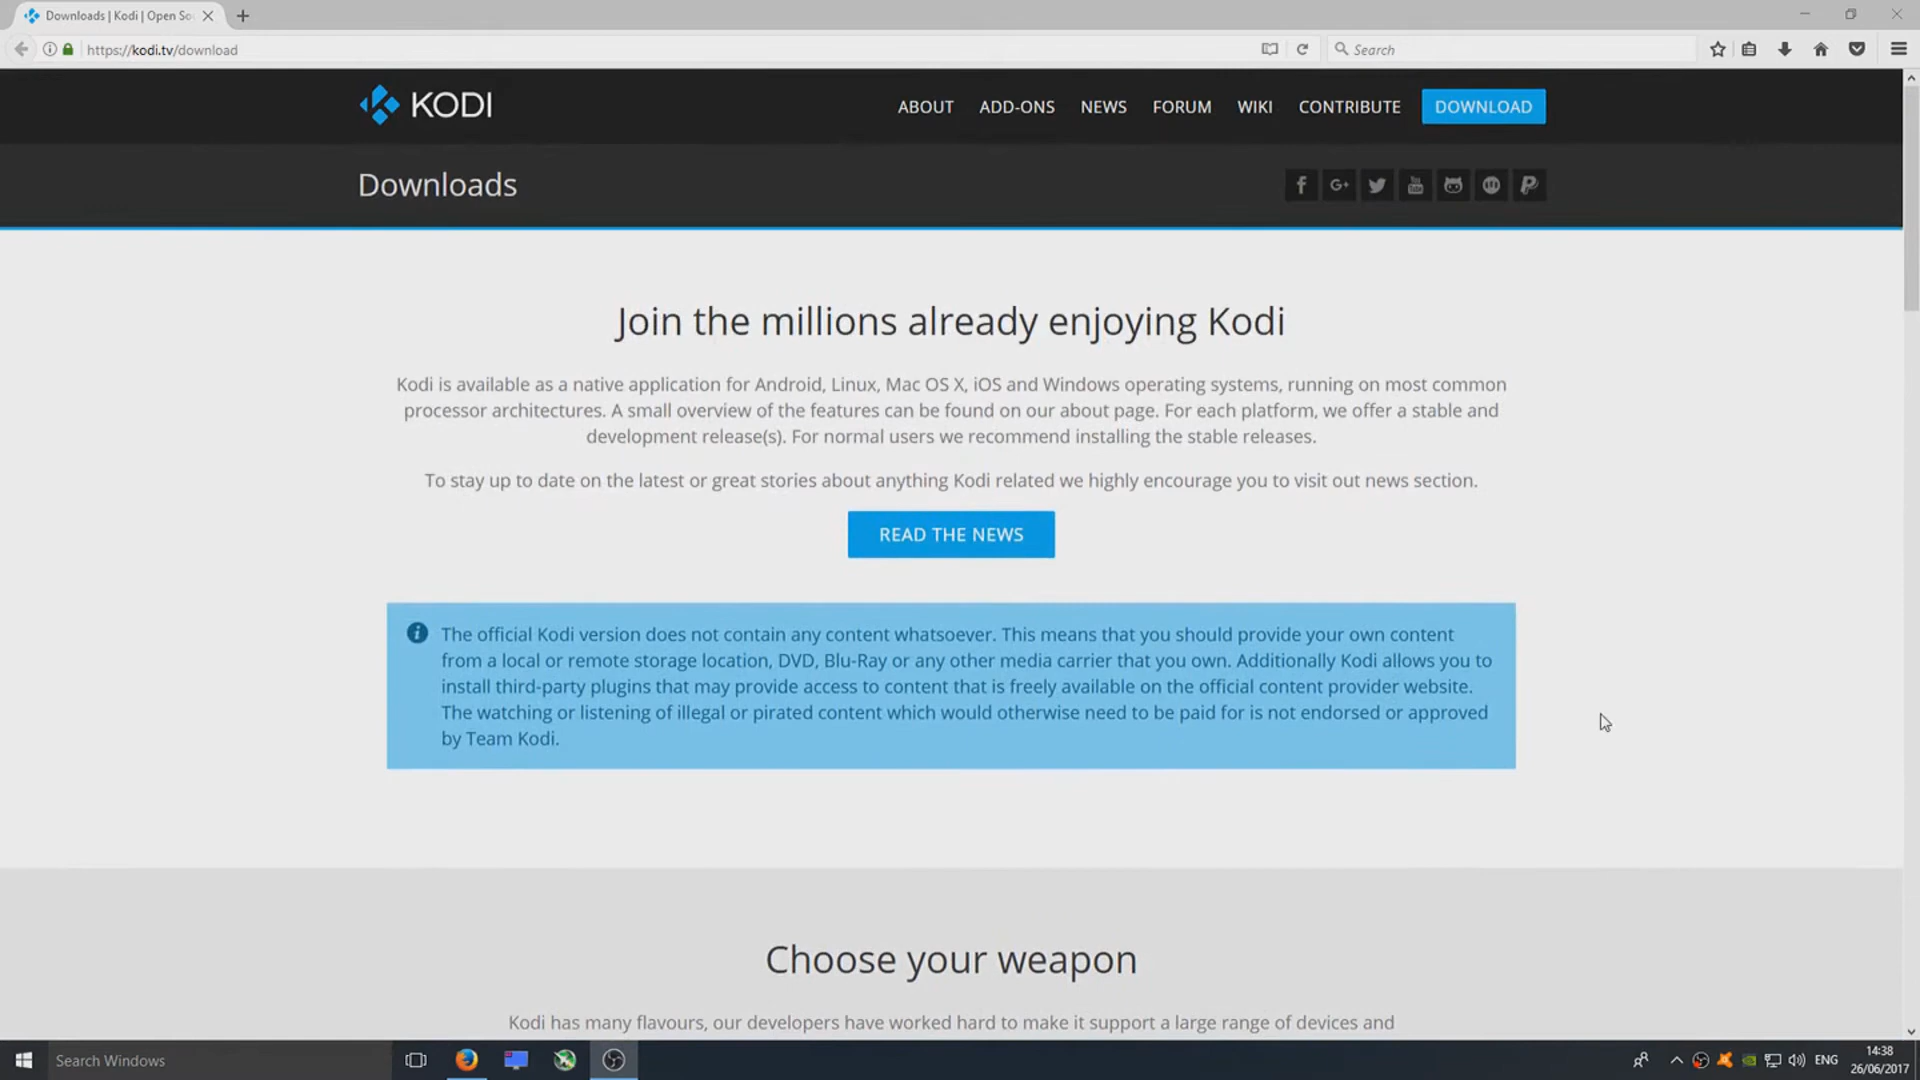 Downloads | Kodi | Open So
https://kodi.tv/download
Search
KODI
ABOUT
ADD-ONS
NEWS
FORUM
WIKI
CONTRIBUTE
DOWNLOAD
Downloads
Join the millions already enjoying Kodi
Kodi is available as a native application for Android, Linux, Mac OS X, iOS and Windows operating systems, running on most common
processor architectures. A small overview of the features can be found on our about page. For each platform, we offer a stable and
development release(s). For normal users we recommend installing the stable releases.
To stay up to date on the latest or great stories about anything Kodi related we highly encourage you to visit out news section.
READ THE NEWS
The official Kodi version does not contain any content whatsoever. This means that you should provide your own content
from a local or remote storage location, DVD, Blu-Ray or any other media carrier that you own. Additionally Kodi allows you to
install third-party plugins that may provide access to content that is freely available on the official content provider website.
The watching or listening of illegal or pirated content which would otherwise need to be paid for is not endorsed or approved
by Team Kodi.
Choose your weapon
Kodi has many flavours, our developers have worked hard to make it support a large range of devices and
Search Windows
ENG
14:38
26/06/2017